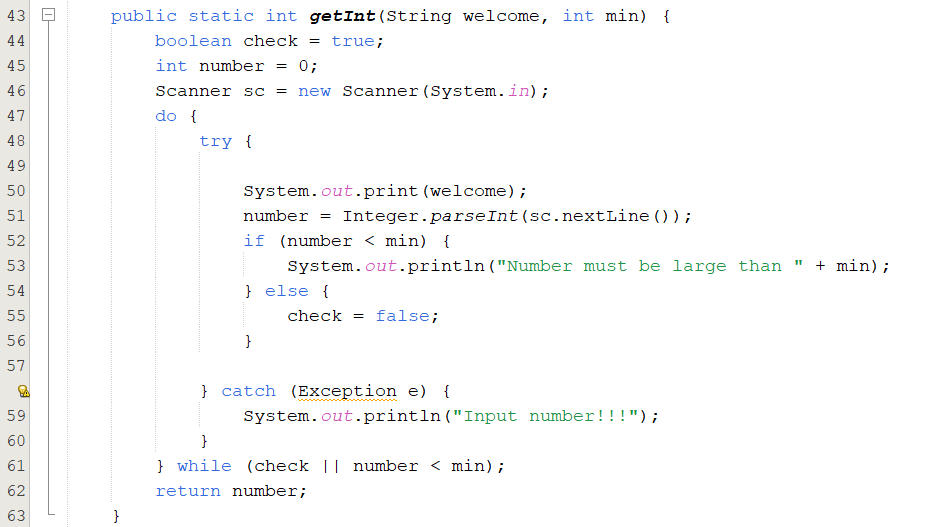 43 public static int getInt(String welcome, int min) {
44 boolean check = true;
45 int number = 0;
46 Scanner sc = new Scanner(System.in);
47 do {
48 try {
49
50 System.out.print(welcome);
51 number = Integer.parseInt(sc.nextLine());
52 if (number < min) {
53 System.out.println("Number must be large than " + min);
54 } else {
55 check = false;
56 }
57
} catch (Exception e) {
59 System.out.println("Input number!!!");
60 }
61 } while (check || number < min);
62 return number;
63 }